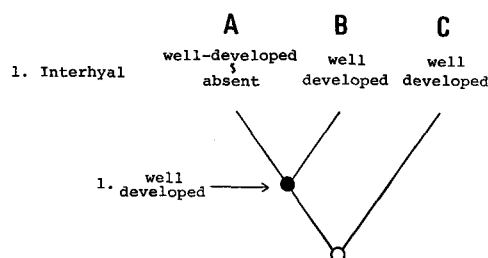 A B C
1. Interhyal well-developed well well
∫ developed developed
absent
1. well
developed